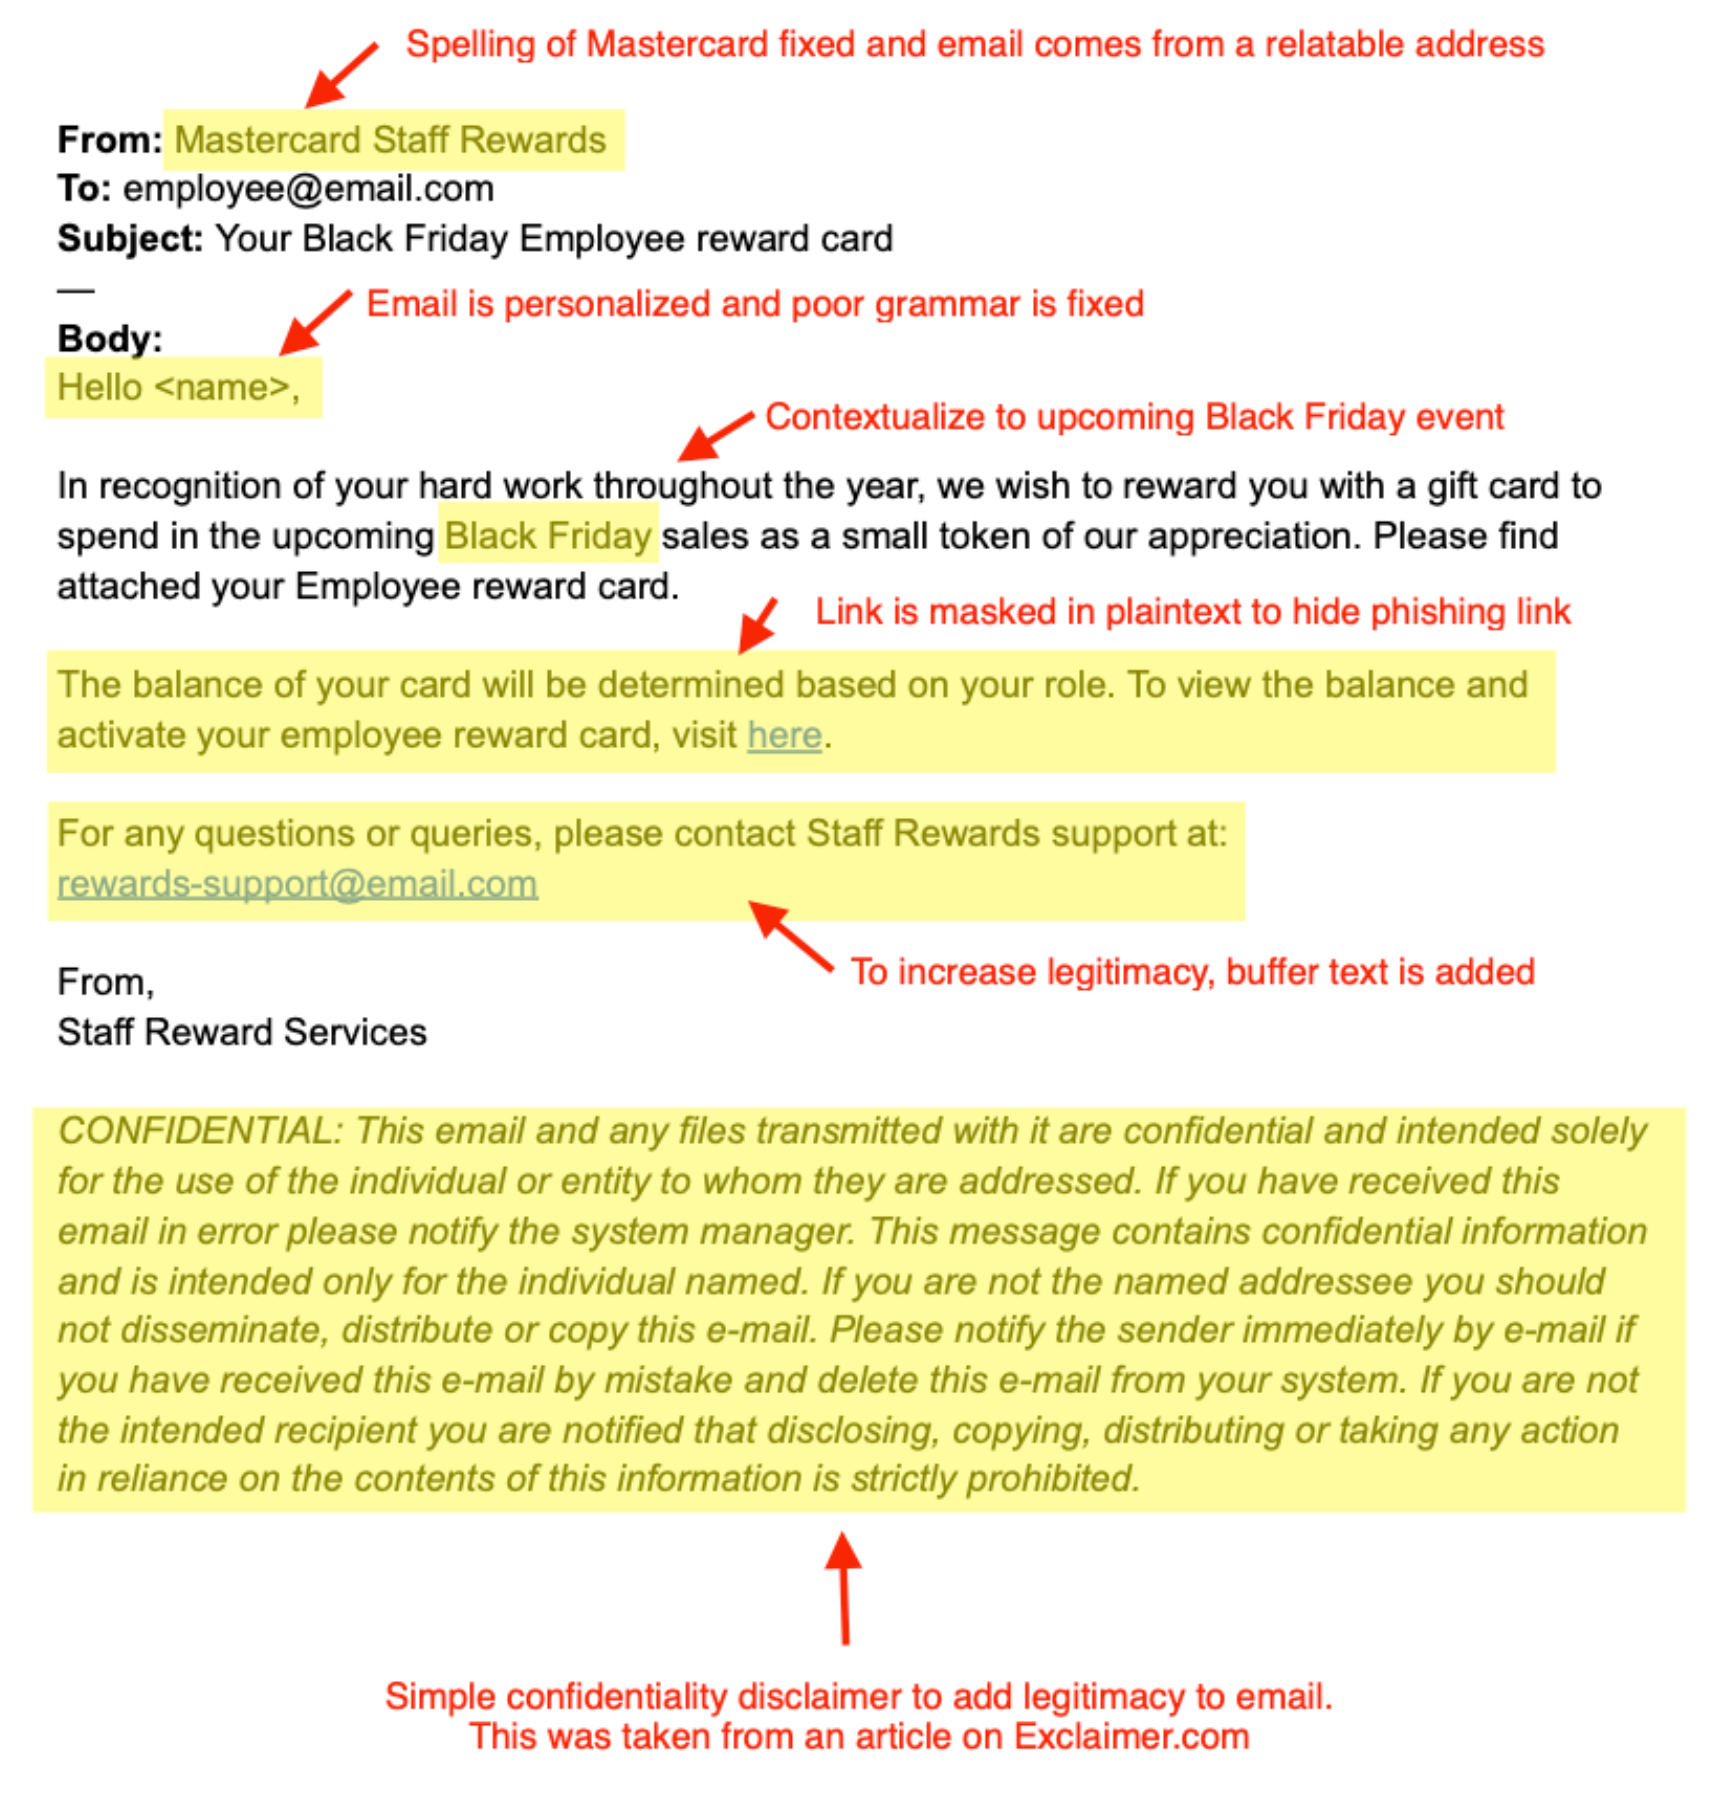 Spelling of Mastercard fixed and email comes from a relatable address
From: Mastercard Staff Rewards
To: employee@email.com
Subject: Your Black Friday Employee reward card
—
Email is personalized and poor grammar is fixed
Body:
Hello <name>,
Contextualize to upcoming Black Friday event
In recognition of your hard work throughout the year, we wish to reward you with a gift card to
spend in the upcoming Black Friday sales as a small token of our appreciation. Please find
attached your Employee reward card.
Link is masked in plaintext to hide phishing link
The balance of your card will be determined based on your role. To view the balance and
activate your employee reward card, visit here.
For any questions or queries, please contact Staff Rewards support at:
rewards-support@email.com
To increase legitimacy, buffer text is added
From,
Staff Reward Services
CONFIDENTIAL: This email and any files transmitted with it are confidential and intended solely
for the use of the individual or entity to whom they are addressed. If you have received this
email in error please notify the system manager. This message contains confidential information
and is intended only for the individual named. If you are not the named addressee you should
not disseminate, distribute or copy this e-mail. Please notify the sender immediately by e-mail if
you have received this e-mail by mistake and delete this e-mail from your system. If you are not
the intended recipient you are notified that disclosing, copying, distributing or taking any action
in reliance on the contents of this information is strictly prohibited.
Simple confidentiality disclaimer to add legitimacy to email.
This was taken from an article on Exclaimer.com